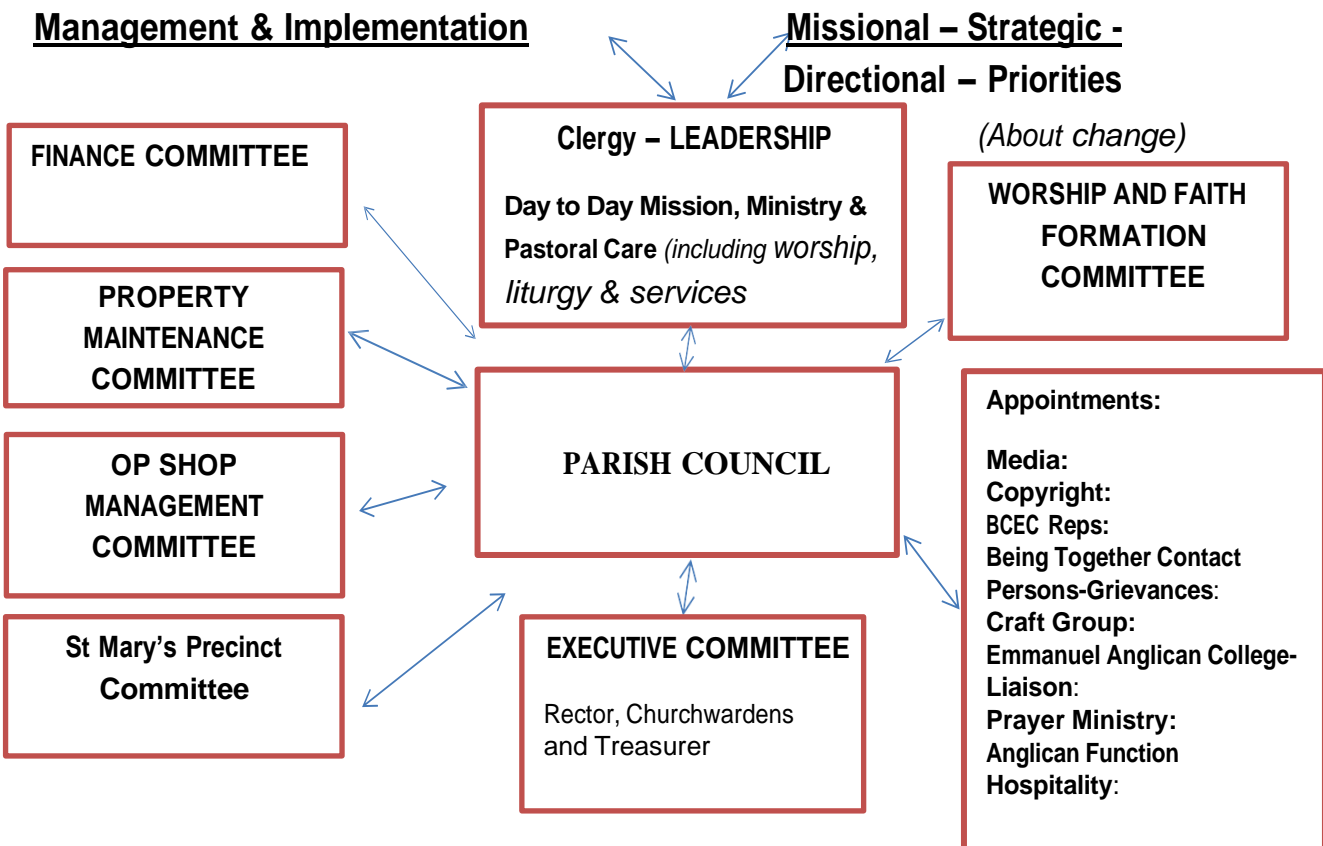 Management & Implementation
Missional – Strategic -
Directional – Priorities
(About change)
FINANCE COMMITTEE
PROPERTY
MAINTENANCE
COMMITTEE
OP SHOP
MANAGEMENT
COMMITTEE
St Mary’s Precinct
Committee
Clergy – LEADERSHIP
Day to Day Mission, Ministry &
Pastoral Care (including worship,
liturgy & services
PARISH COUNCIL
EXECUTIVE COMMITTEE
Rector, Churchwardens
and Treasurer
WORSHIP AND FAITH
FORMATION
COMMITTEE
Appointments:
Media:
Copyright:
BCEC Reps:
Being Together Contact
Persons-Grievances:
Craft Group:
Emmanuel Anglican College-
Liaison:
Prayer Ministry:
Anglican Function
Hospitality: